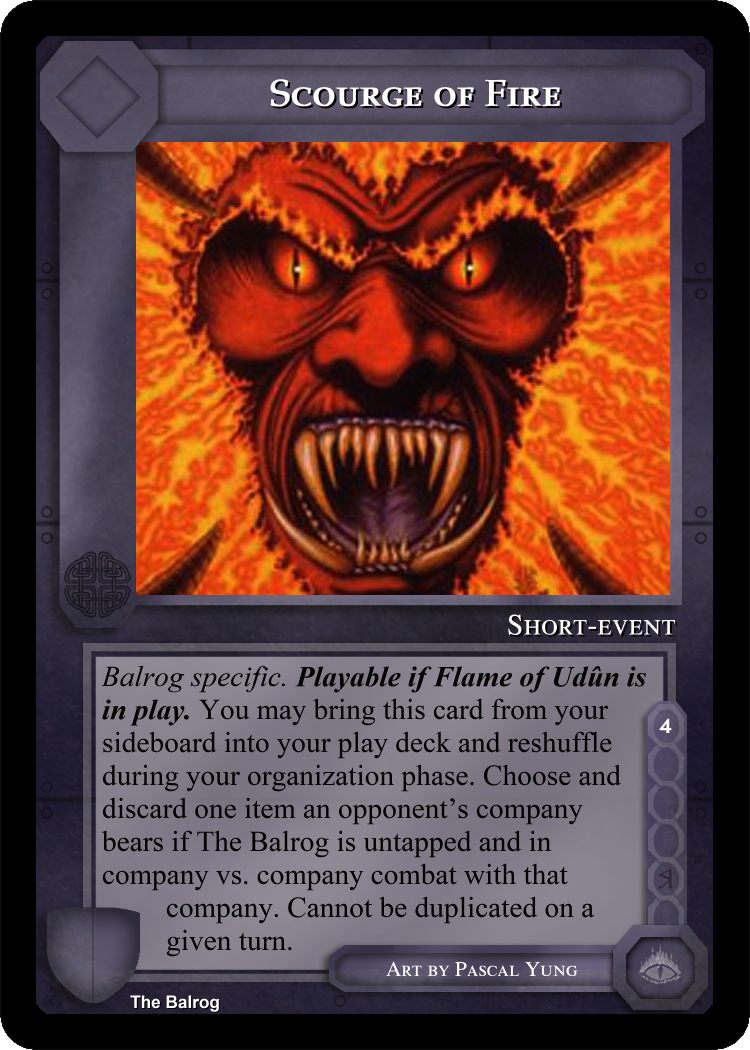 Scourge of Fire
Short-event
Balrog specific. Playable if Flame of Udûn is
in play. You may bring this card from your
sideboard into your play deck and reshuffle
during your organization phase. Choose and
discard one item an opponent’s company
bears if The Balrog is untapped and in
company vs. company combat with that
company. Cannot be duplicated on a
given turn.
4
Art by Pascal Yung
The Balrog